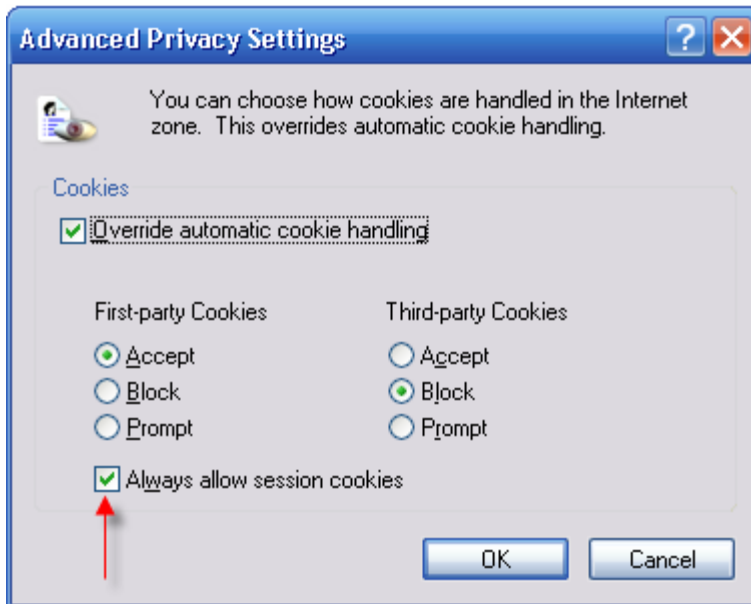 Advanced Privacy Settings
You can choose how cookies are handled in the Internet
zone. This overrides automatic cookie handling.
Cookies
Override automatic cookie handling
First-party Cookies Third-party Cookies
Accept Accept
Block Block
Prompt Prompt
Always allow session cookies
OK Cancel